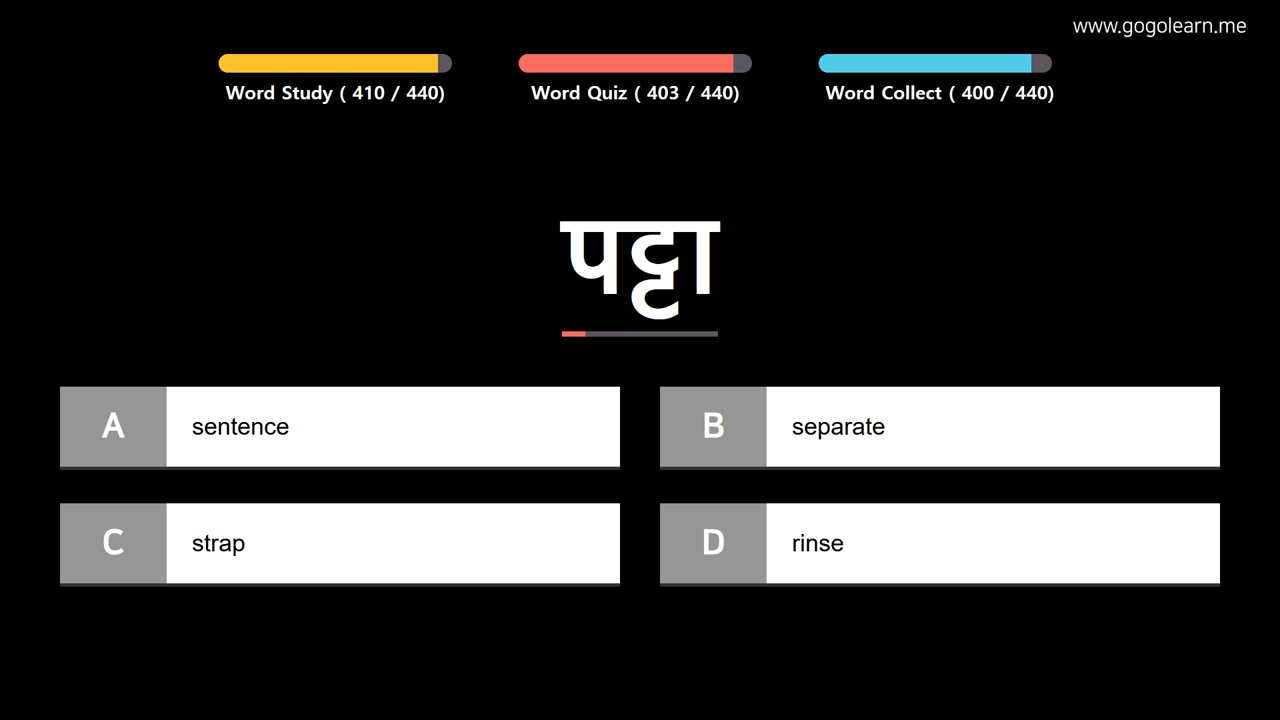 www.gogolearn.me
Word Study ( 410 / 440)
Word Quiz ( 403 / 440)
Word Collect ( 400 / 440)
पट्टा
A sentence
B separate
C strap
D rinse